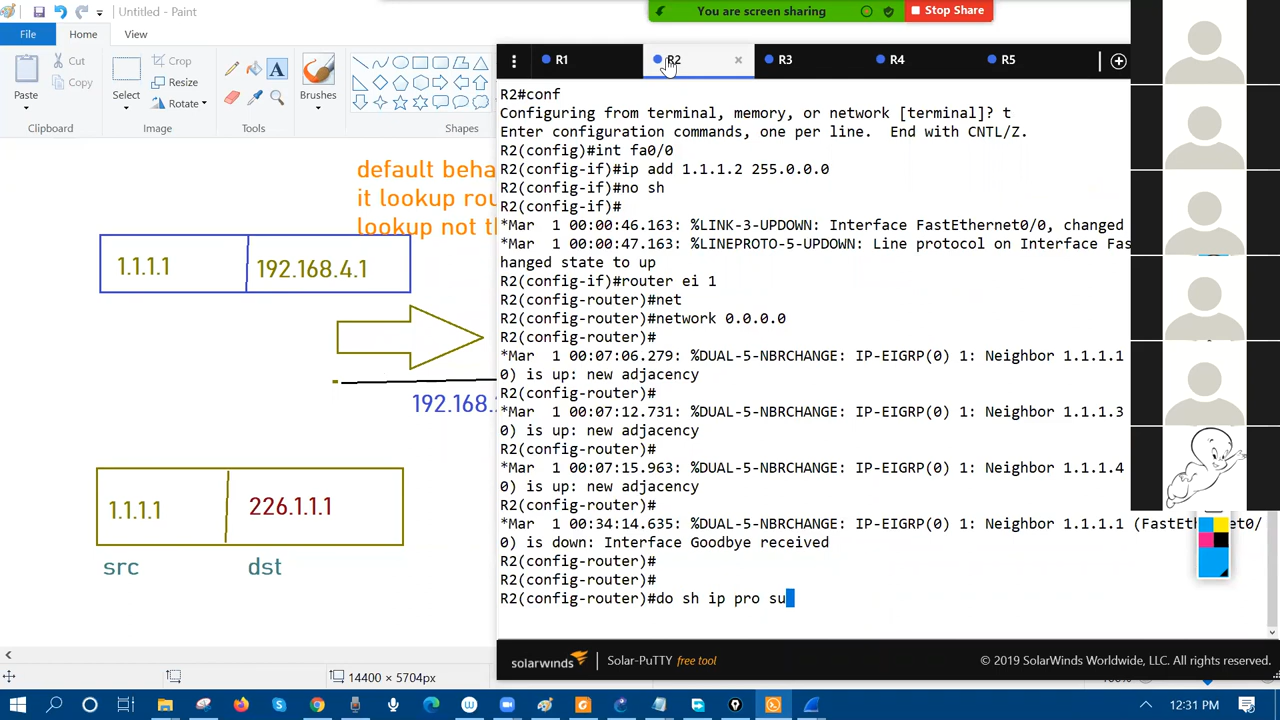 Untitled - Paint
You are screen sharing
Stop Share
File
Home
View
Paste
Cut
Copy
Clipboard
Select
Crop
Resize
Rotate
Image
A
Tools
Brushes
Shapes
default beha
it lookup rou
lookup not th
1.1.1.1
192.168.4.1
192.168.
1.1.1.1
226.1.1.1
src
dst
14400 × 5704px
R1
R2
R3
R4
R5
R2#conf
Configuring from terminal, memory, or network [terminal]? t
Enter configuration commands, one per line. End with CNTL/Z.
R2(config)#int fa0/0
R2(config-if)#ip add 1.1.1.2 255.0.0.0
R2(config-if)#no sh
R2(config-if)#
*Mar 1 00:00:46.163: %LINK-3-UPDOWN: Interface FastEthernet0/0, changed
*Mar 1 00:00:47.163: %LINEPROTO-5-UPDOWN: Line protocol on Interface Fas
hanged state to up
R2(config-if)#router ei 1
R2(config-router)#net
R2(config-router)#network 0.0.0.0
R2(config-router)#
*Mar 1 00:07:06.279: %DUAL-5-NBRCHANGE: IP-EIGRP(0) 1: Neighbor 1.1.1.1
0) is up: new adjacency
R2(config-router)#
*Mar 1 00:07:12.731: %DUAL-5-NBRCHANGE: IP-EIGRP(0) 1: Neighbor 1.1.1.3
0) is up: new adjacency
R2(config-router)#
*Mar 1 00:07:15.963: %DUAL-5-NBRCHANGE: IP-EIGRP(0) 1: Neighbor 1.1.1.4
0) is up: new adjacency
R2(config-router)#
*Mar 1 00:34:14.635: %DUAL-5-NBRCHANGE: IP-EIGRP(0) 1: Neighbor 1.1.1.1 (FastEthernet0/
0) is down: Interface Goodbye received
R2(config-router)#
R2(config-router)#
R2(config-router)#do sh ip pro su
solarwinds
Solar-PuTTY free tool
© 2019 SolarWinds Worldwide, LLC. All rights reserved.
12:31 PM